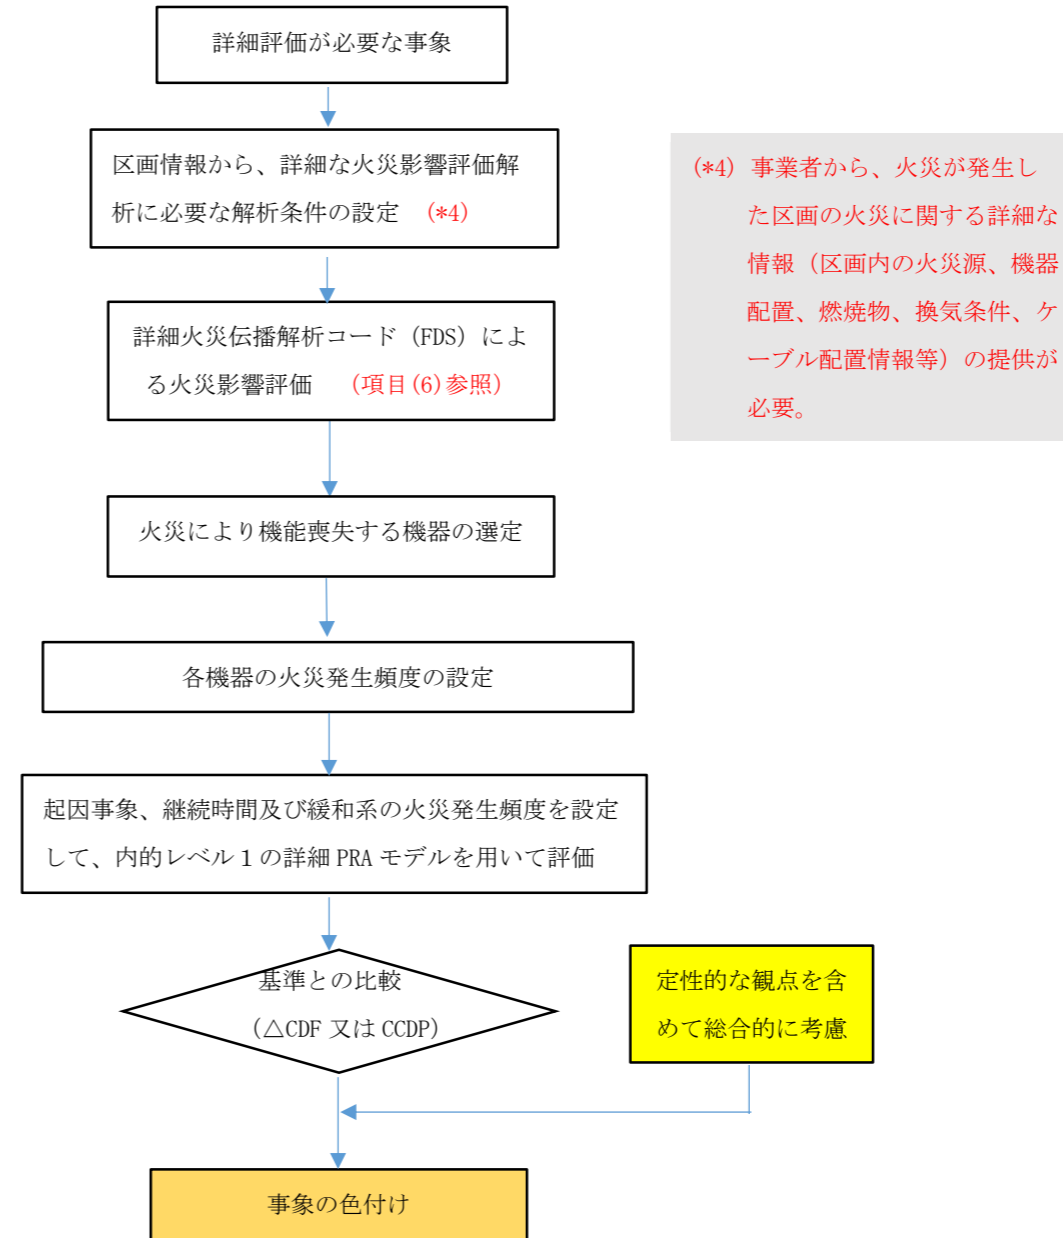 詳細評価が必要な事象
区画情報から、詳細な火災影響評価解
析に必要な解析条件の設定 (*4)
(*4) 事業者から、火災が発生し
た区画の火災に関する詳細な
情報（区画内の火災源、機器
配置、燃焼物、換気条件、ケ
ーブル配置情報等）の提供が
必要。
詳細火災伝播解析コード（FDS）によ
る火災影響評価 （項目(6)参照）
火災により機能喪失する機器の選定
各機器の火災発生頻度の設定
起因事象、継続時間及び緩和系の火災発生頻度を設定
して、内的レベル１の詳細 PRA モデルを用いて評価
基準との比較
（△CDF 又は CCDP）
定性的な観点を含
めて総合的に考慮
事象の色付け